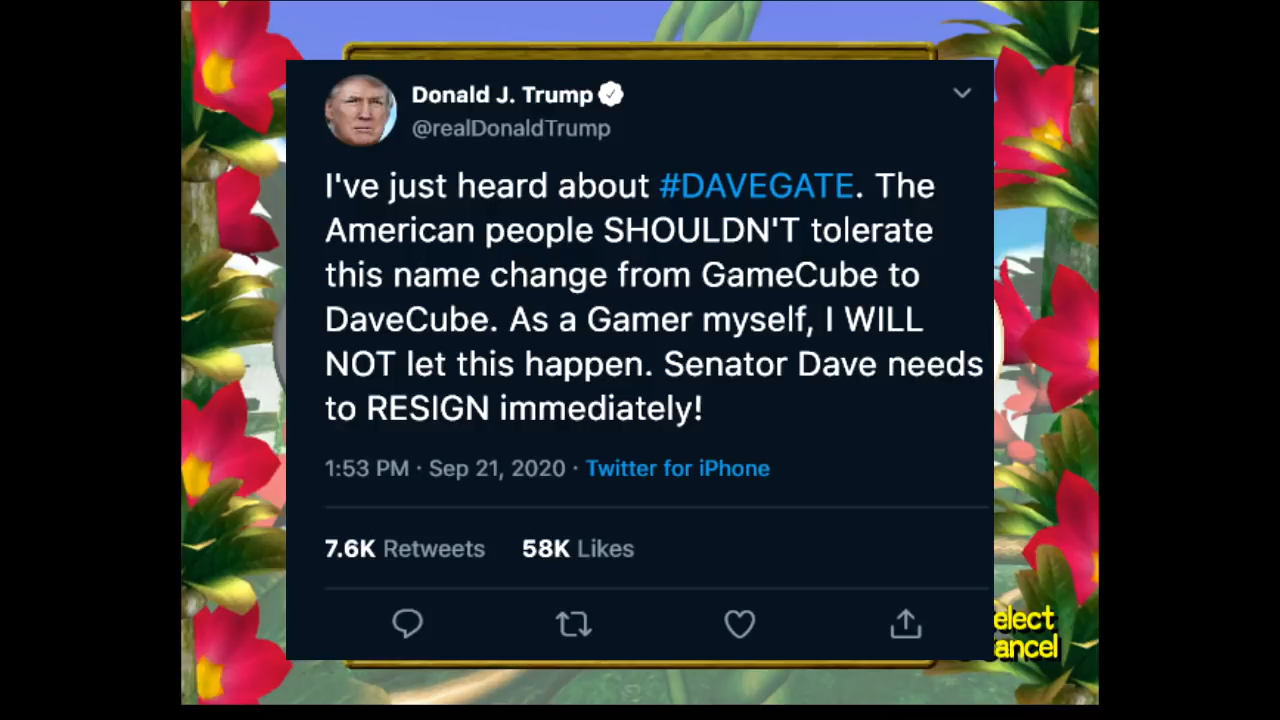 Donald J. Trump
@realDonaldTrump
I've just heard about #DAVEGATE. The
American people SHOULDN'T tolerate
this name change from GameCube to
DaveCube. As a Gamer myself, I WILL
NOT let this happen. Senator Dave needs
to RESIGN immediately!
1:53 PM · Sep 21, 2020 · Twitter for iPhone
7.6K Retweets 58K Likes
elect
ancel